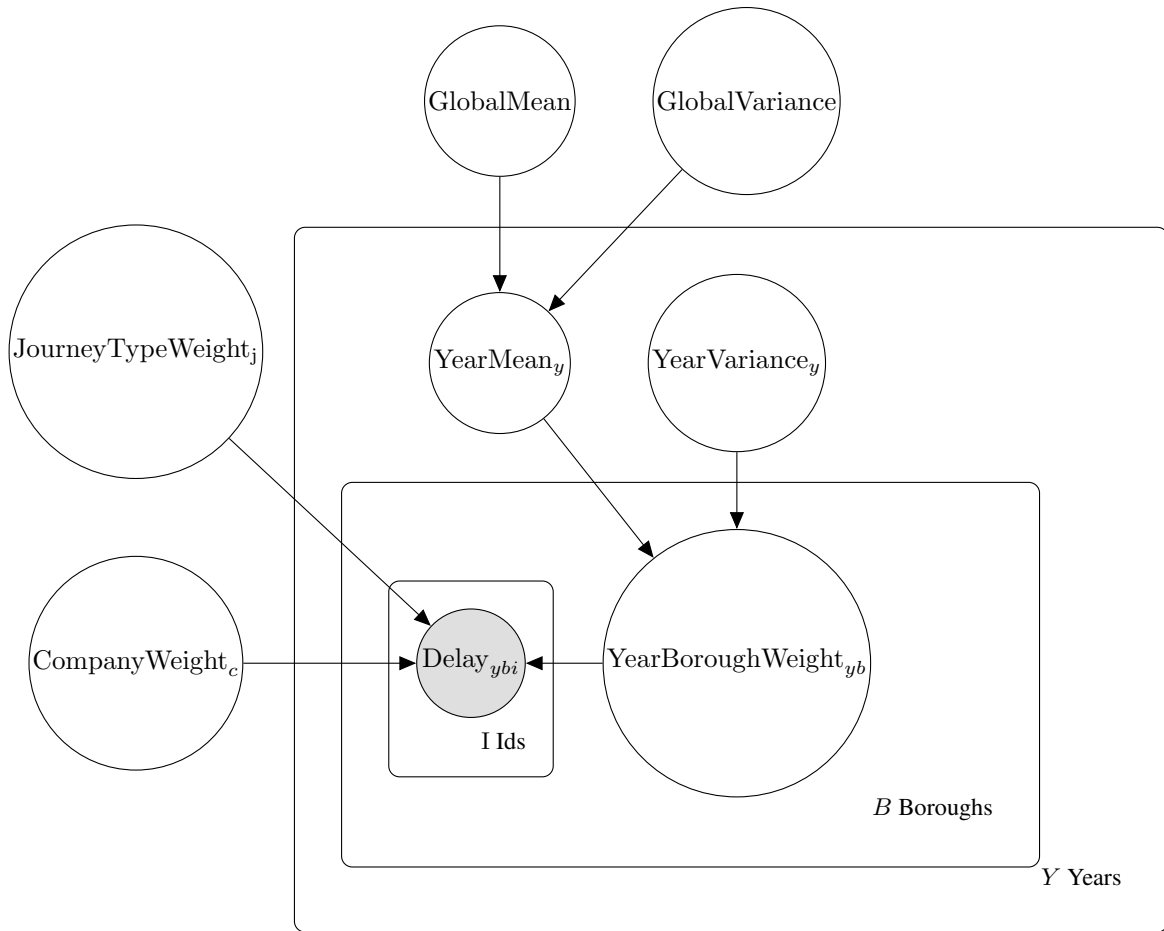 GlobalMean
GlobalVariance
JourneyTypeWeight_j
YearMean_y
YearVariance_y
CompanyWeight_c
Delay_ybi
YearBoroughWeight_yb
I Ids
B Boroughs
Y Years